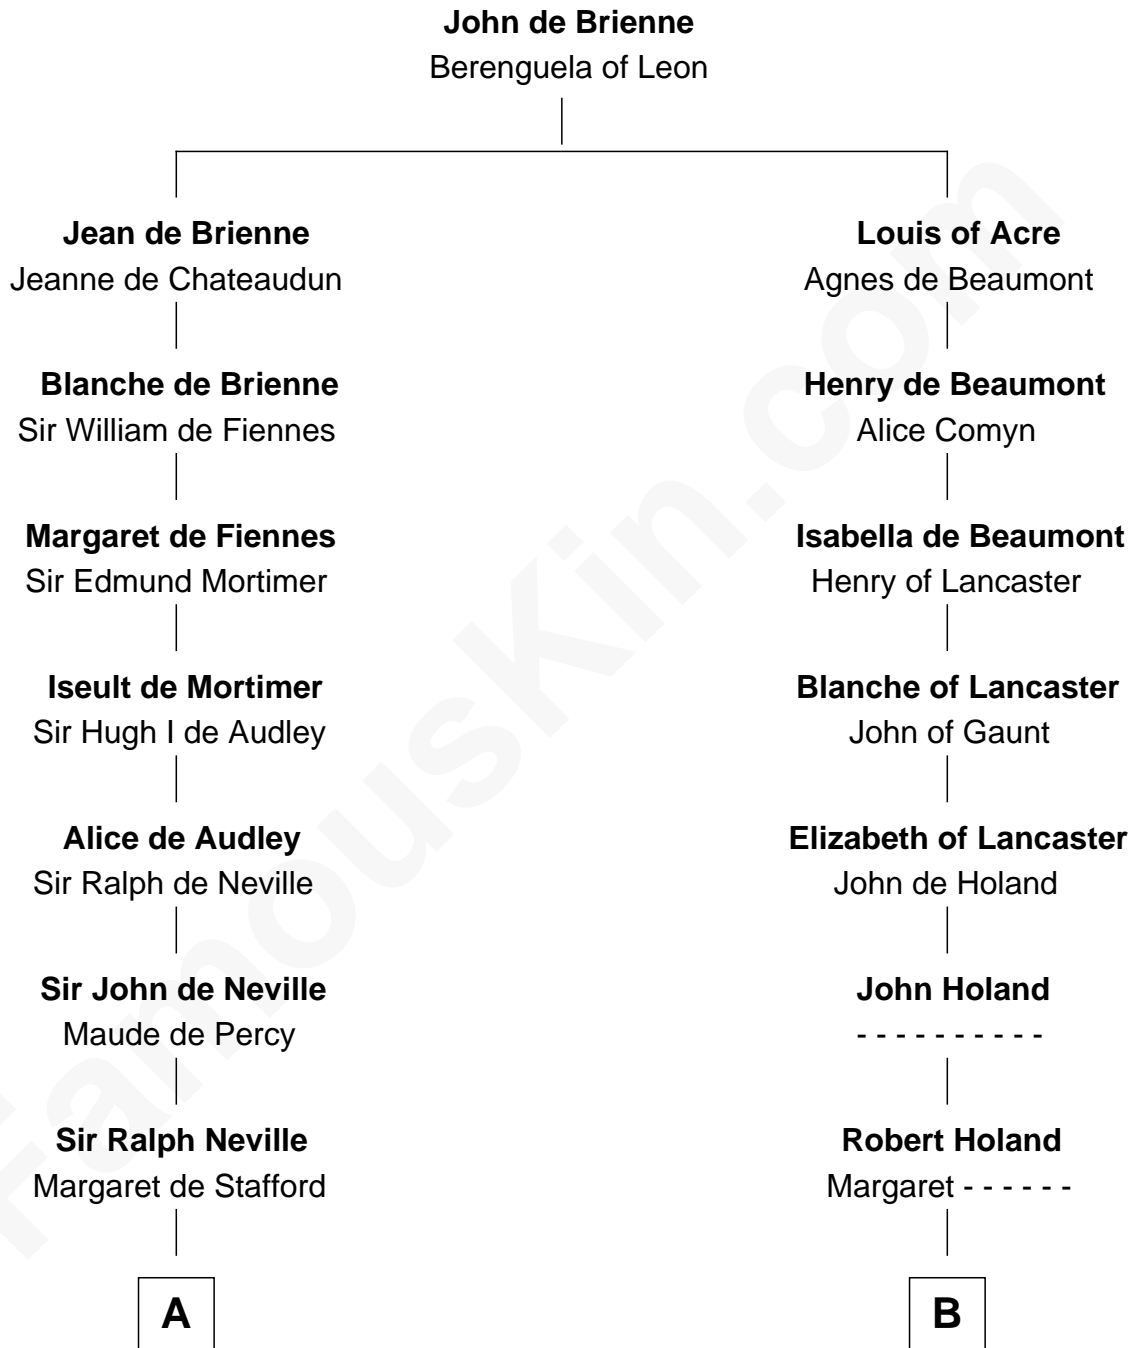 John de Brienne
Berenguela of Leon
Jean de Brienne
Jeanne de Chateaudun
Louis of Acre
Agnes de Beaumont
Blanche de Brienne
Sir William de Fiennes
Henry de Beaumont
Alice Comyn
Margaret de Fiennes
Sir Edmund Mortimer
Isabella de Beaumont
Henry of Lancaster
Iseult de Mortimer
Sir Hugh I de Audley
Blanche of Lancaster
John of Gaunt
Alice de Audley
Sir Ralph de Neville
Elizabeth of Lancaster
John de Holand
Sir John de Neville
Maude de Percy
John Holand
- - - - - - - - - -
Sir Ralph Neville
Margaret de Stafford
Robert Holand
Margaret - - - - - -
A
B
FamousKin.com